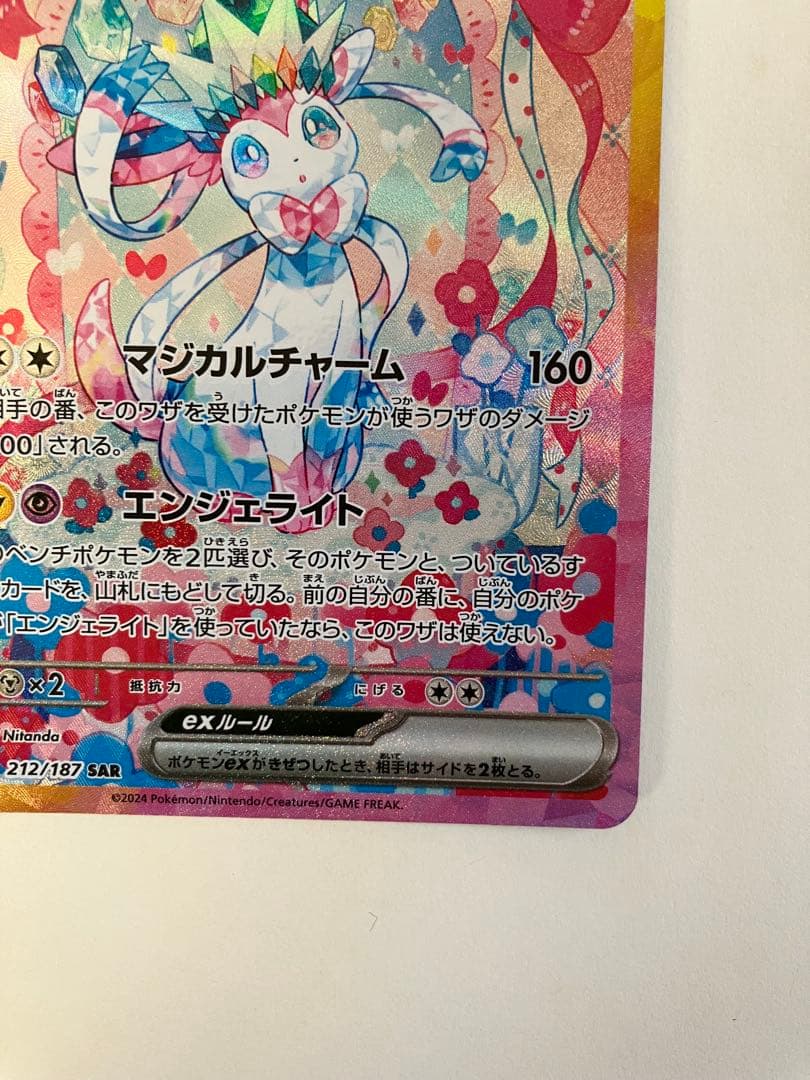 マジカルチャーム 160
相手の番、このワザを受けたポケモンが使うワザのダメージ
00」される。
エンジェライト
のベンチポケモンを2匹選び、そのポケモンと、ついているす
カードを、山札にもどして切る。前の自分の番に、自分のポケ
「エンジェライト」を使っていたなら、このワザは使えない。
×2 抵抗力 にげる
exルール
Nitanda
ポケモンexがきぜつしたとき、相手はサイドを2枚とる。
212/187 SAR
©2024 Pokémon/Nintendo/Creatures/GAME FREAK.